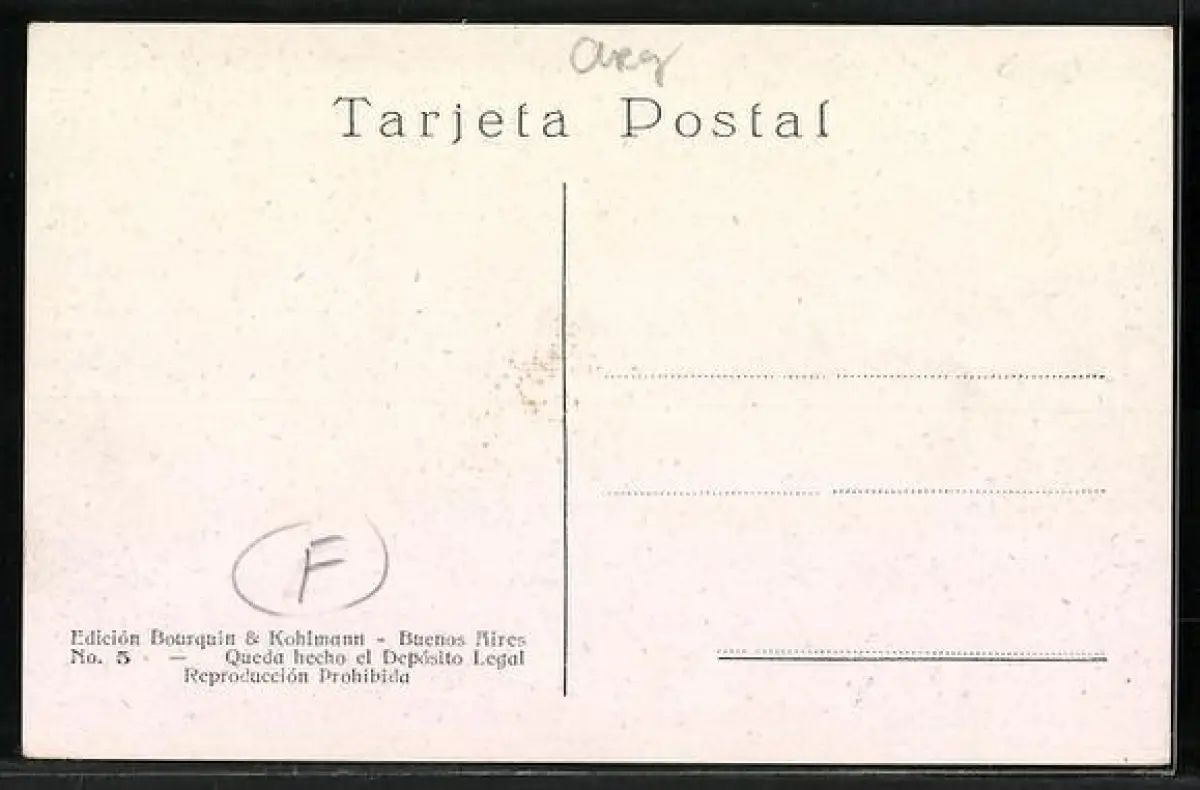 Arg
Tarjeta Postal
F
Edición Bourquin & Kohlmann - Buenos Aires
No. 5 — Queda hecho el Depósito Legal
Reproducción Prohibida